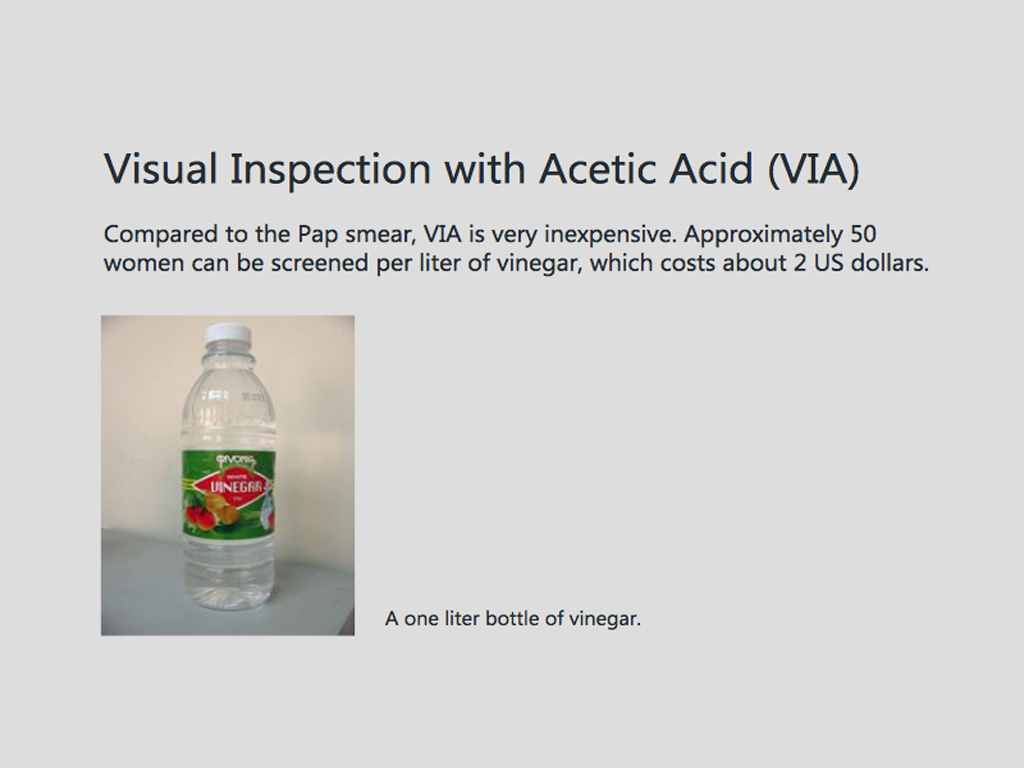 Visual Inspection with Acetic Acid (VIA)
Compared to the Pap smear, VIA is very inexpensive. Approximately 50
women can be screened per liter of vinegar, which costs about 2 US dollars.
WHITE
VINEGAR
A one liter bottle of vinegar.